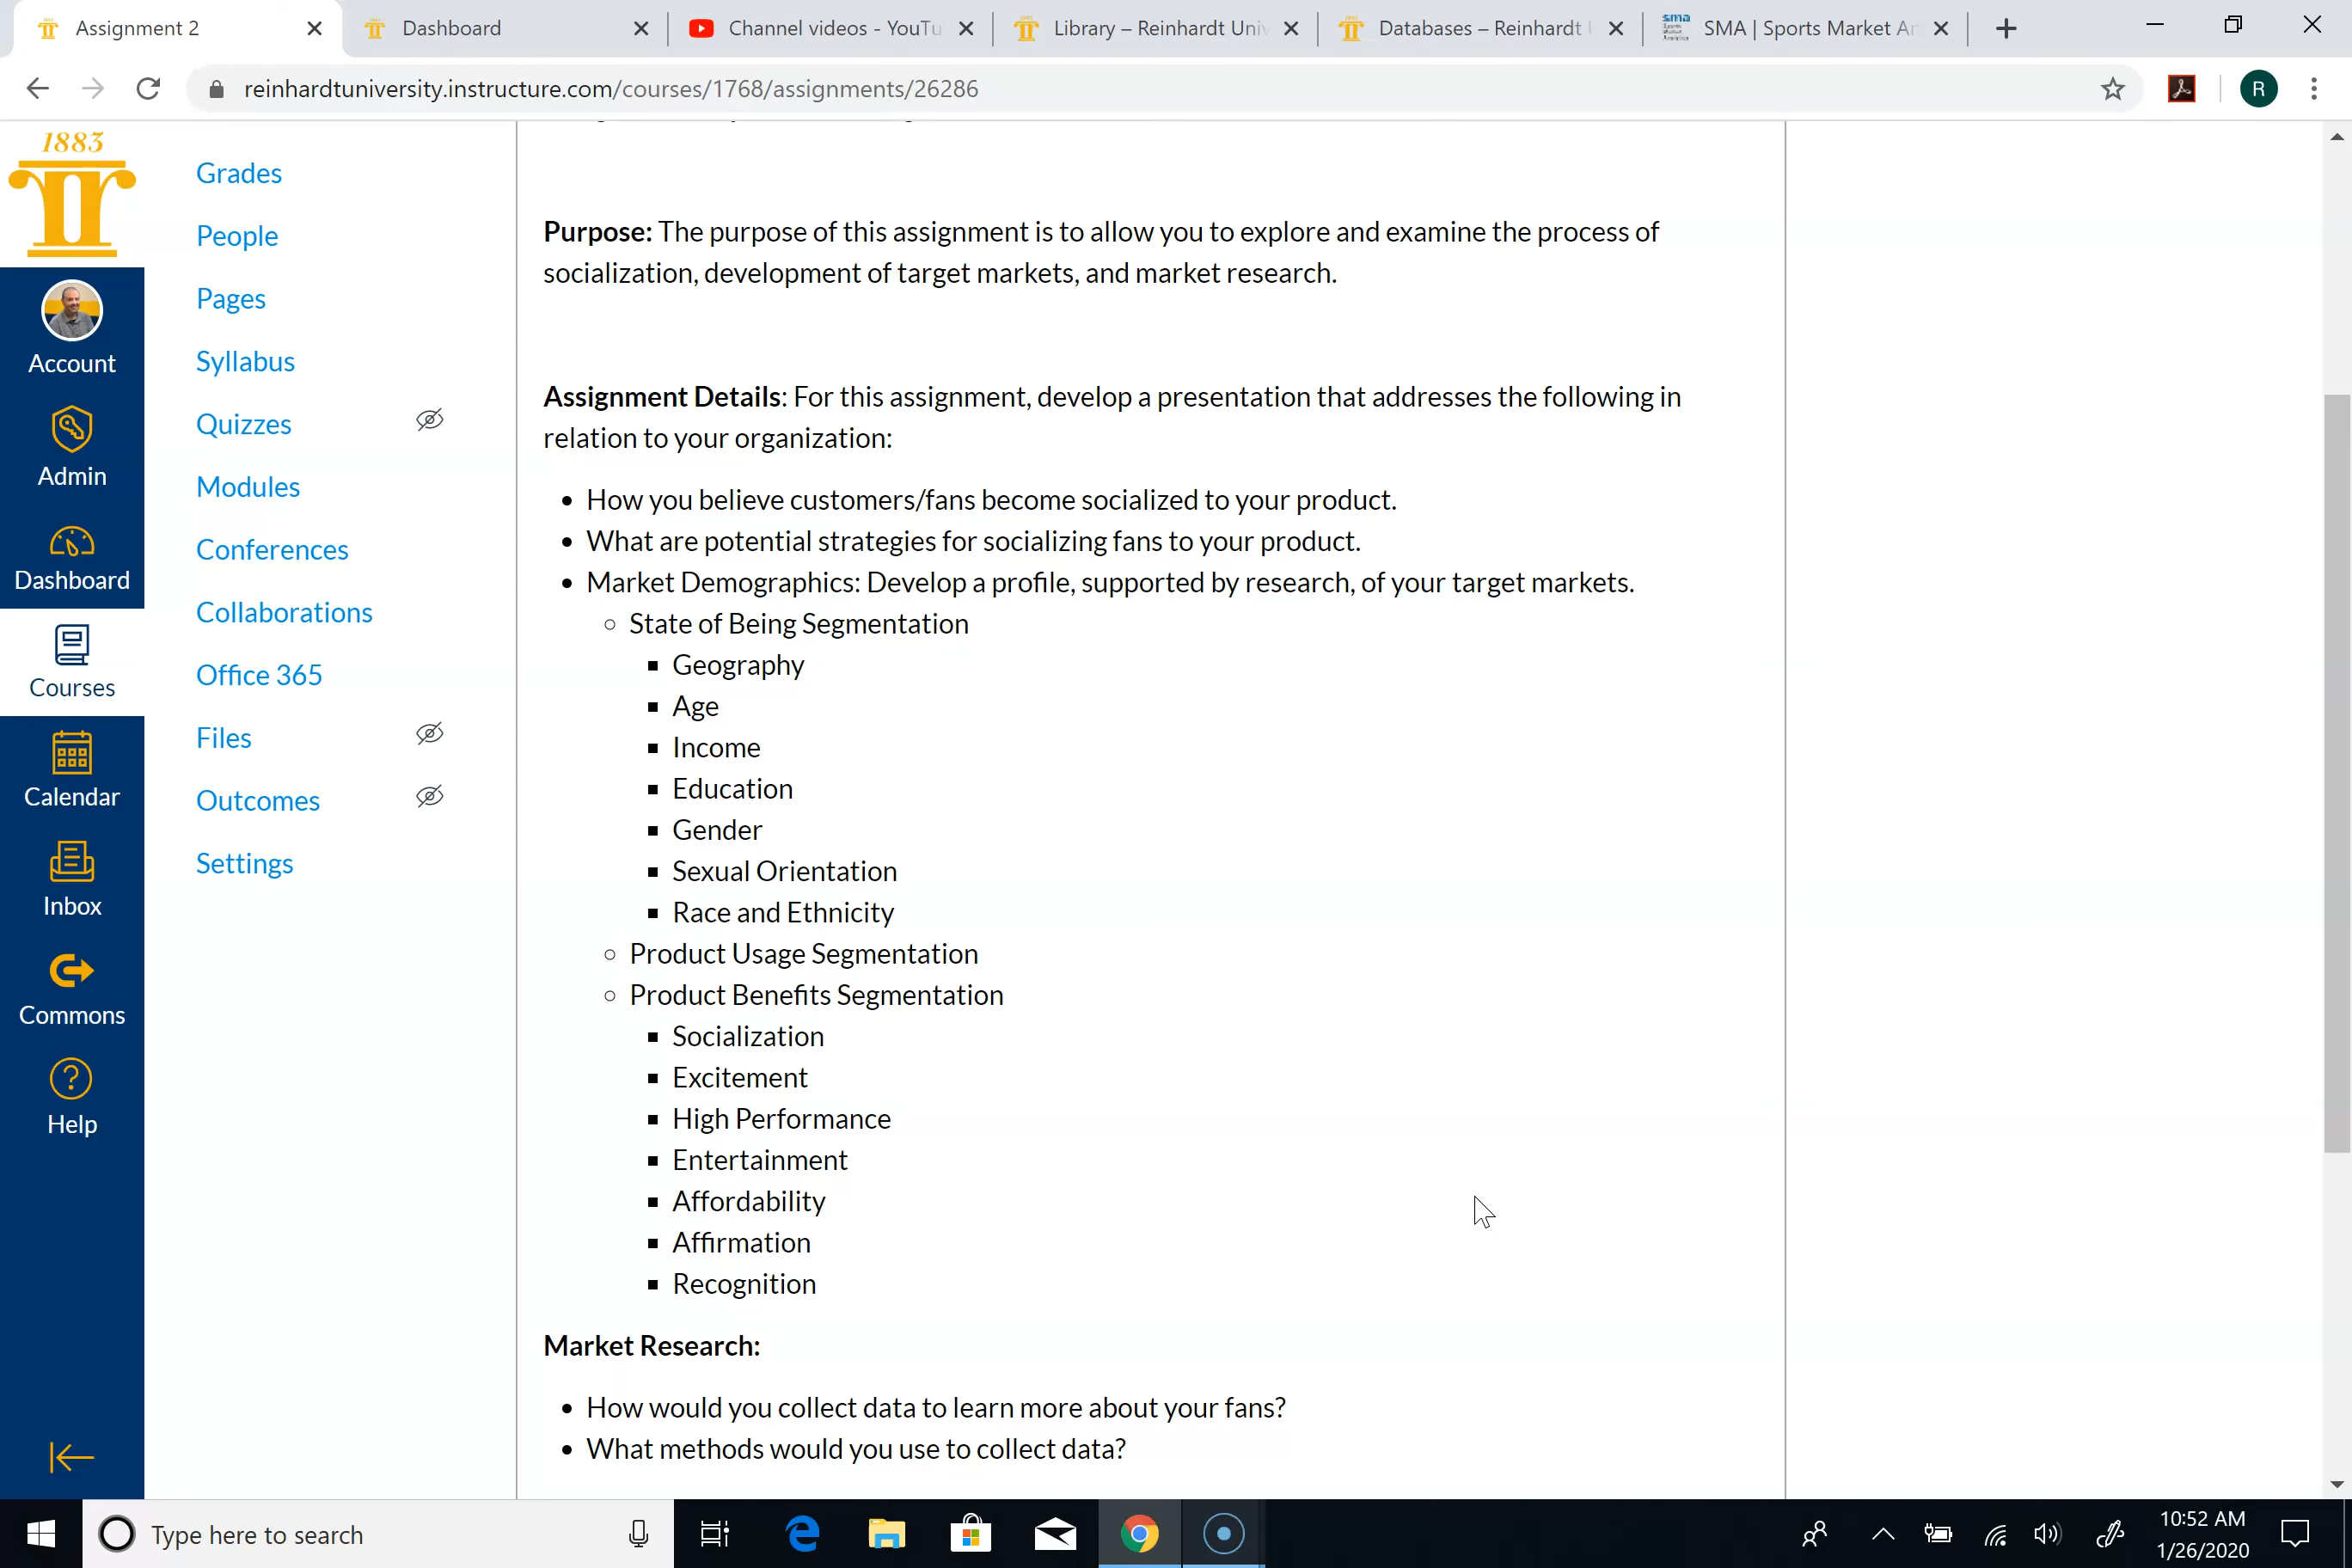 Assignment 2
Dashboard
Channel videos - YouTu
Library – Reinhardt Univ
Databases – Reinhardt U
sma
SMA | Sports Market An
reinhardtuniversity.instructure.com/courses/1768/assignments/26286
R
1883
Account
Admin
Dashboard
Courses
Calendar
Inbox
Commons
Help
Grades
People
Pages
Syllabus
Quizzes
Modules
Conferences
Collaborations
Office 365
Files
Outcomes
Settings
Purpose: The purpose of this assignment is to allow you to explore and examine the process of
socialization, development of target markets, and market research.
Assignment Details: For this assignment, develop a presentation that addresses the following in
relation to your organization:
• How you believe customers/fans become socialized to your product.
• What are potential strategies for socializing fans to your product.
• Market Demographics: Develop a profile, supported by research, of your target markets.
○ State of Being Segmentation
▪ Geography
▪ Age
▪ Income
▪ Education
▪ Gender
▪ Sexual Orientation
▪ Race and Ethnicity
○ Product Usage Segmentation
○ Product Benefits Segmentation
▪ Socialization
▪ Excitement
▪ High Performance
▪ Entertainment
▪ Affordability
▪ Affirmation
▪ Recognition
Market Research:
• How would you collect data to learn more about your fans?
• What methods would you use to collect data?
Type here to search
10:52 AM
1/26/2020